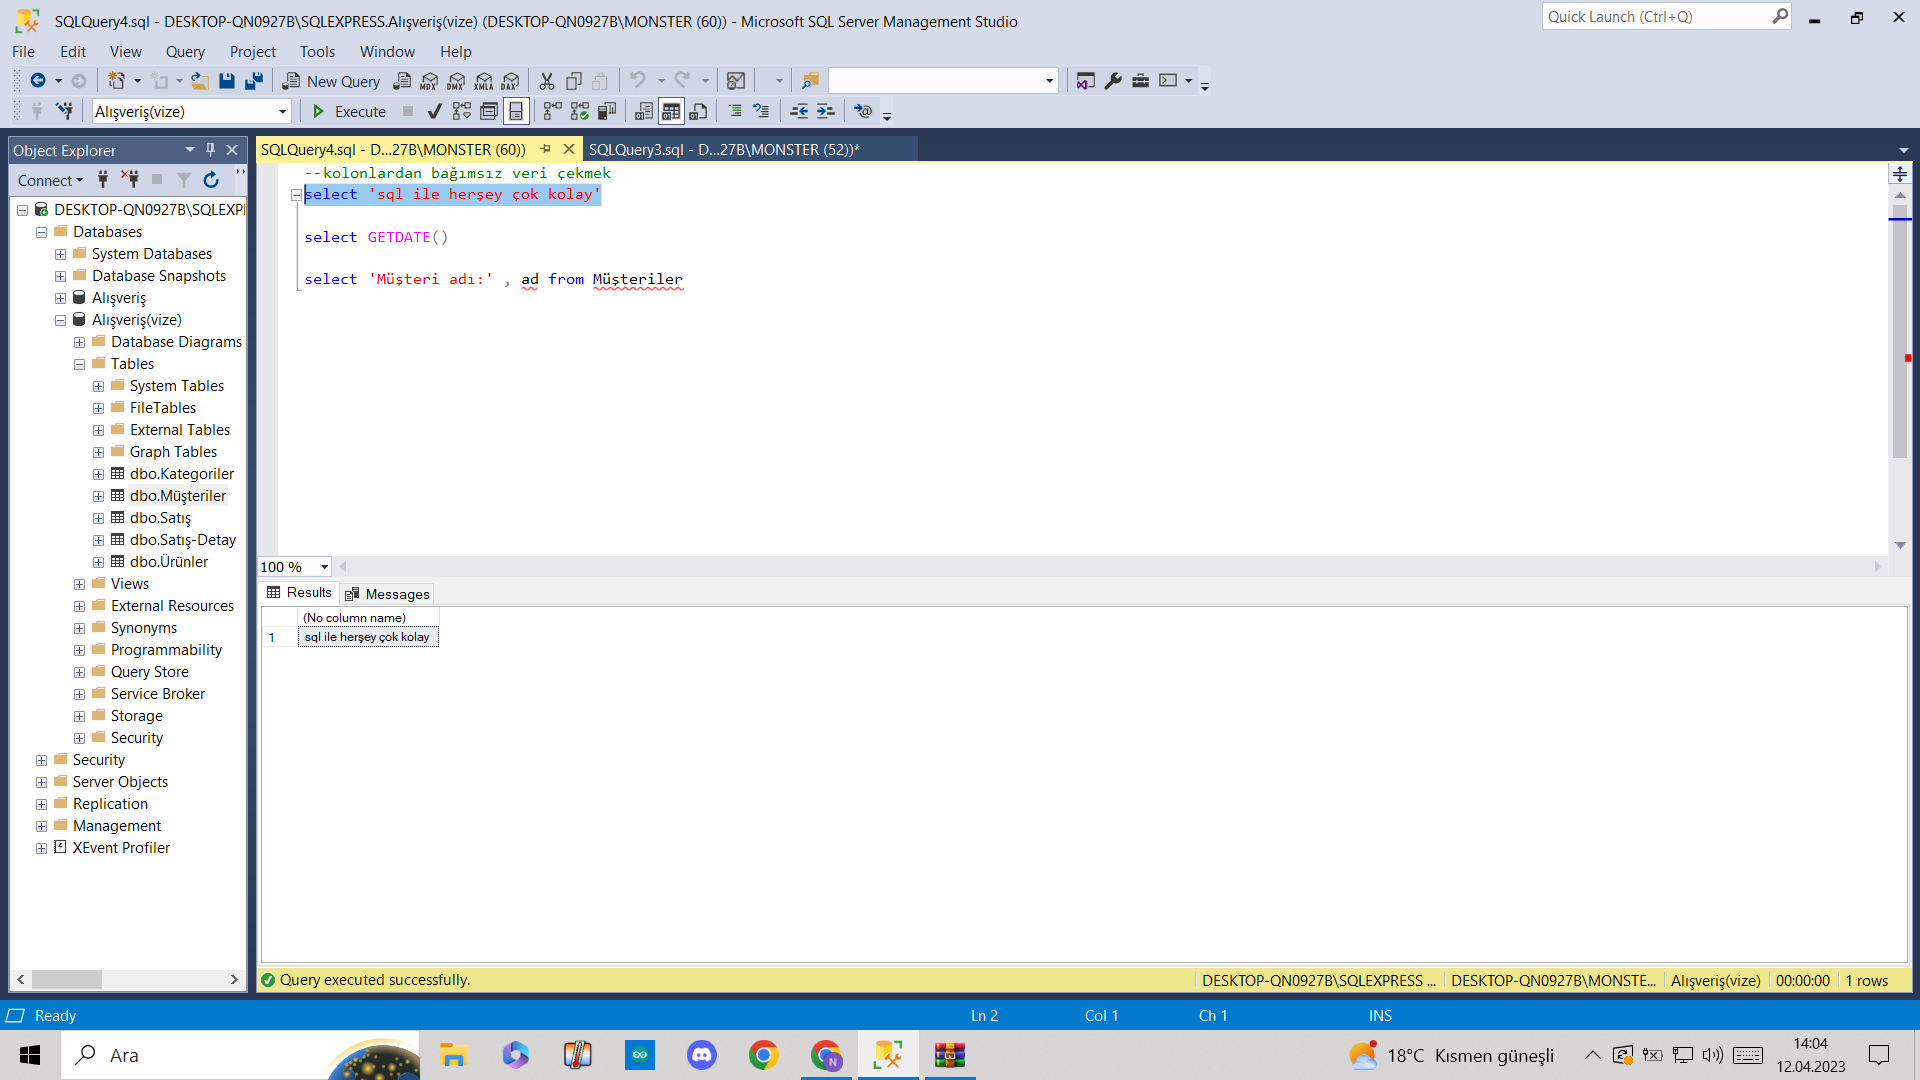 SQLQuery4.sql - DESKTOP-QN0927B\SQLEXPRESS.Alışveriş(vize) (DESKTOP-QN0927B\MONSTER (60)) - Microsoft SQL Server Management Studio
Quick Launch (Ctrl+Q)
File Edit View Query Project Tools Window Help
New Query MDX DMX XMLA DAX
Alışveriş(vize) Execute
Object Explorer
SQLQuery4.sql - D...27B\MONSTER (60)) SQLQuery3.sql - D...27B\MONSTER (52))*
Connect
--kolonlardan bağımsız veri çekmek
select 'sql ile herşey çok kolay'
select GETDATE()
select 'Müşteri adı:' , ad from Müşteriler
DESKTOP-QN0927B\SQLEXPI
Databases
System Databases
Database Snapshots
Alışveriş
Alışveriş(vize)
Database Diagrams
Tables
System Tables
FileTables
External Tables
Graph Tables
dbo.Kategoriler
dbo.Müşteriler
dbo.Satış
dbo.Satış-Detay
dbo.Ürünler
Views
External Resources
Synonyms
Programmability
Query Store
Service Broker
Storage
Security
Security
Server Objects
Replication
Management
XEvent Profiler
100 %
Results Messages
(No column name)
1 sql ile herşey çok kolay
Query executed successfully. DESKTOP-QN0927B\SQLEXPRESS ... DESKTOP-QN0927B\MONSTE... Alışveriş(vize) 00:00:00 1 rows
Ready Ln 2 Col 1 Ch 1 INS
Ara
N
18°C Kısmen güneşli
14:04
12.04.2023